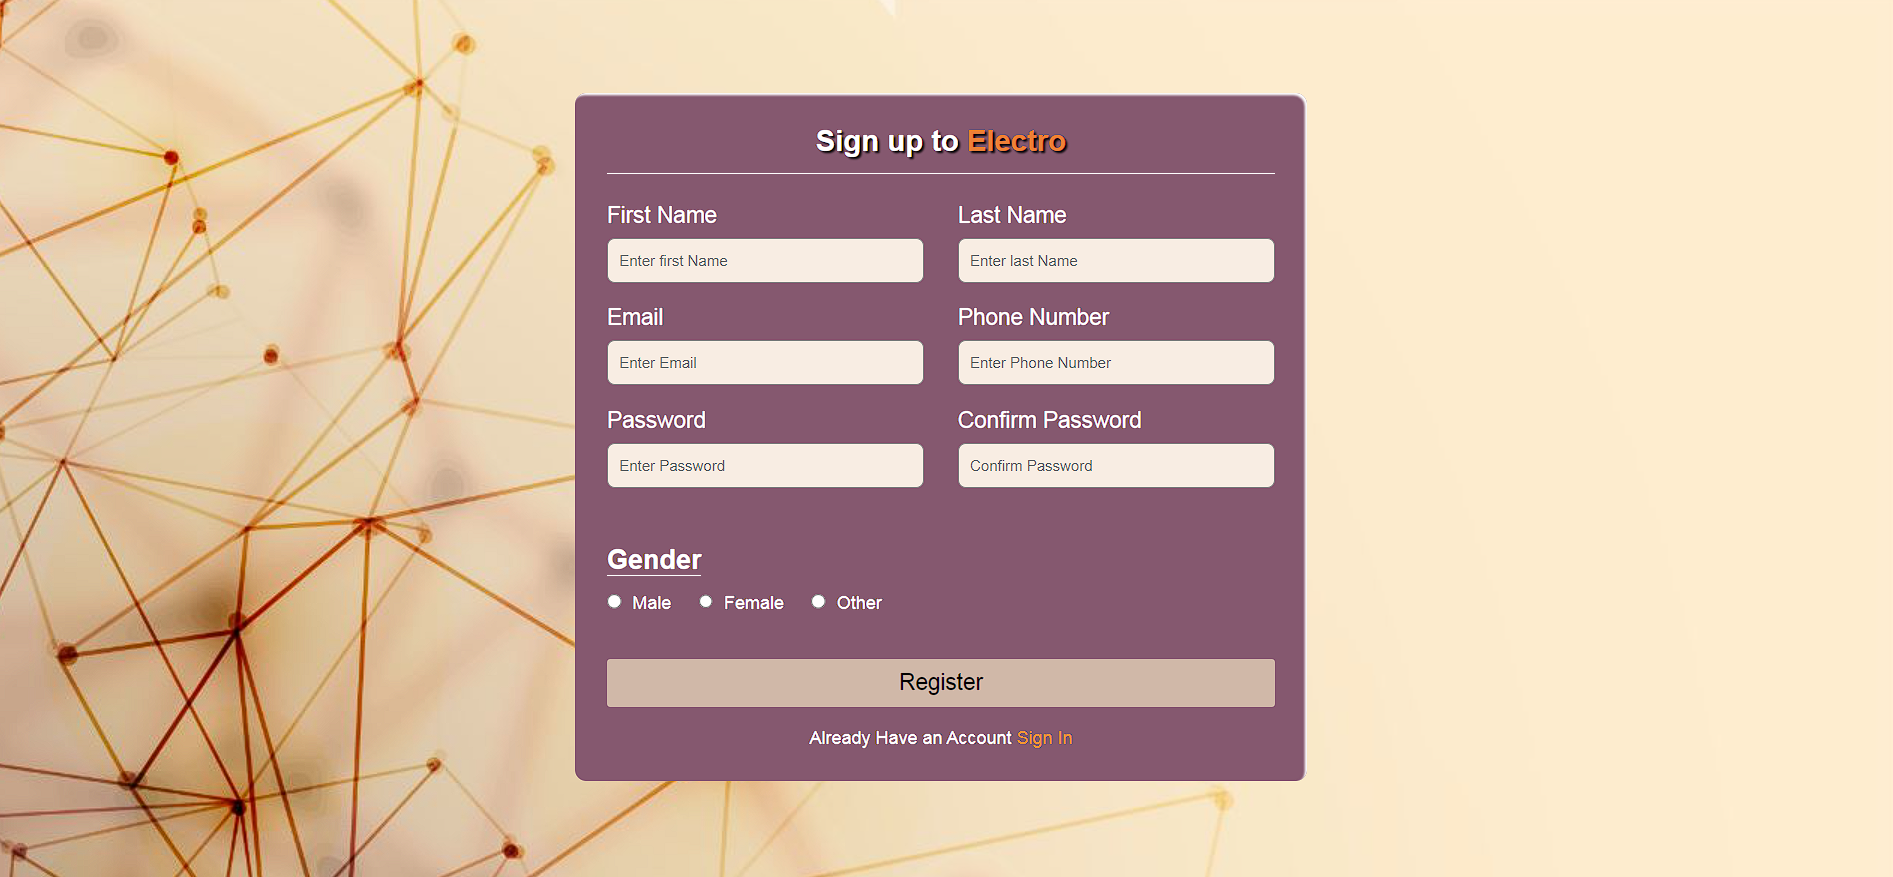 Sign up to Electro
First Name
Last Name
Enter first Name
Enter last Name
Email
Phone Number
Enter Email
Enter Phone Number
Password
Confirm Password
Enter Password
Confirm Password
Gender
Male Female Other
Register
Already Have an Account Sign In